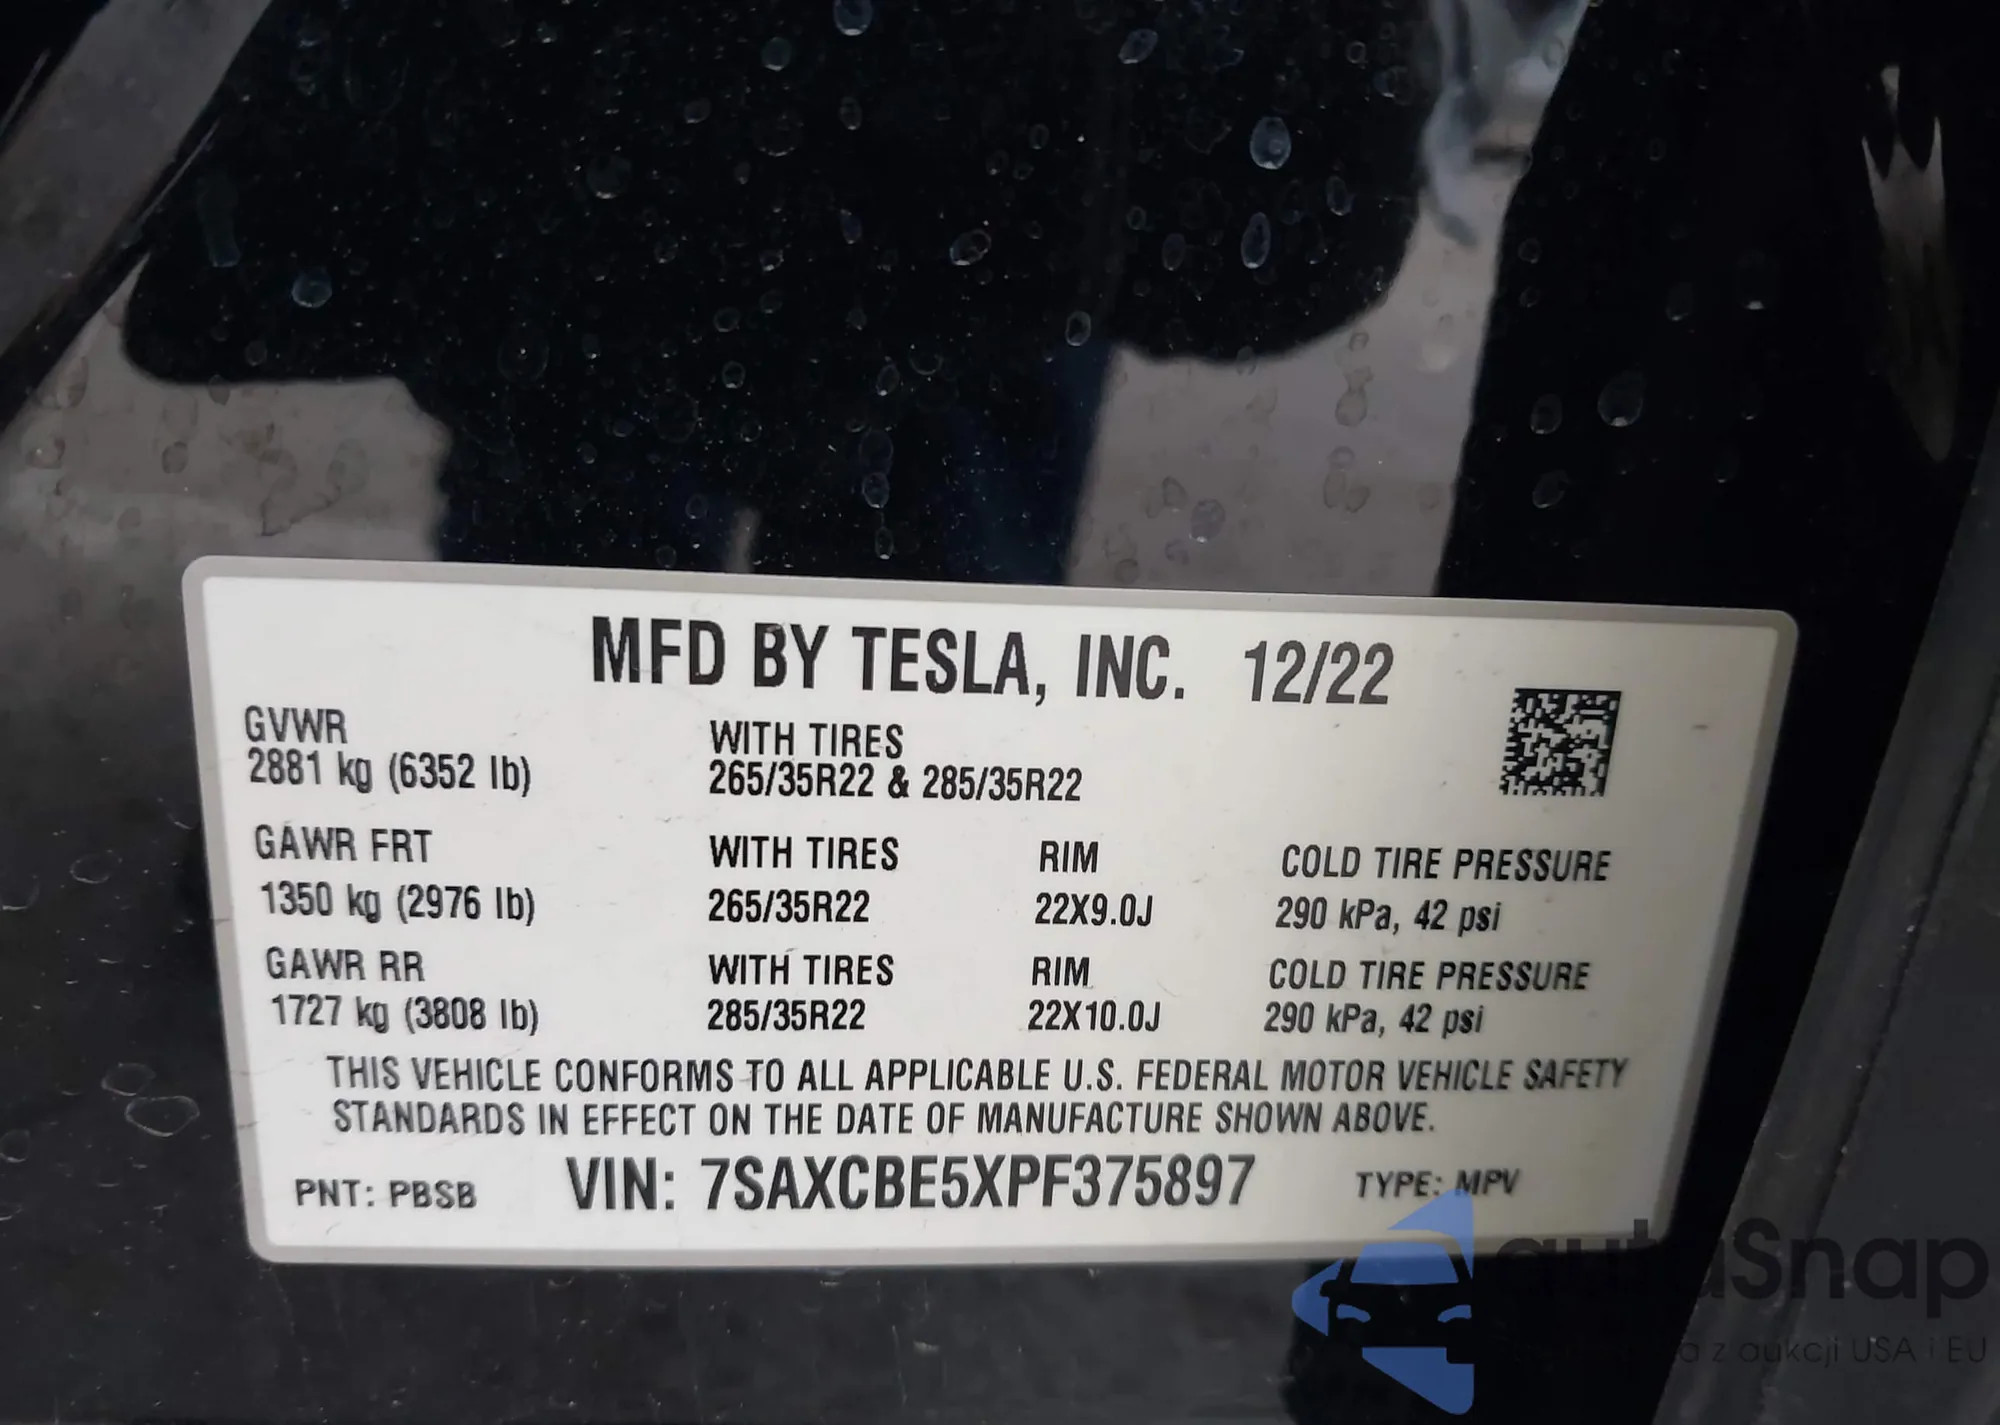 MFD BY TESLA, INC. 12/22
GVWR WITH TIRES
2881 kg (6352 lb) 265/35R22 & 285/35R22
GAWR FRT WITH TIRES RIM COLD TIRE PRESSURE
1350 kg (2976 lb) 265/35R22 22X9.0J 290 kPa, 42 psi
GAWR RR WITH TIRES RIM COLD TIRE PRESSURE
1727 kg (3808 lb) 285/35R22 22X10.0J 290 kPa, 42 psi
THIS VEHICLE CONFORMS TO ALL APPLICABLE U.S. FEDERAL MOTOR VEHICLE SAFETY
STANDARDS IN EFFECT ON THE DATE OF MANUFACTURE SHOWN ABOVE.
PNT: PBSB VIN: 7SAXCBE5XPF375897 TYPE: MPV
autaSnap
z aukcji USA i EU